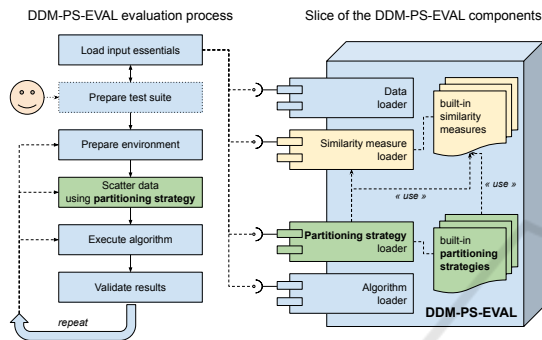 DDM-PS-EVAL evaluation process
Load input essentials
Prepare test suite
Prepare environment
Scatter data
using partitioning strategy
Execute algorithm
Validate results
repeat
Slice of the DDM-PS-EVAL components
Data
loader
Similarity measure
loader
Partitioning strategy
loader
Algorithm
loader
built-in
similarity
measures
« use »
« use »
built-in
partitioning
strategies
DDM-PS-EVAL